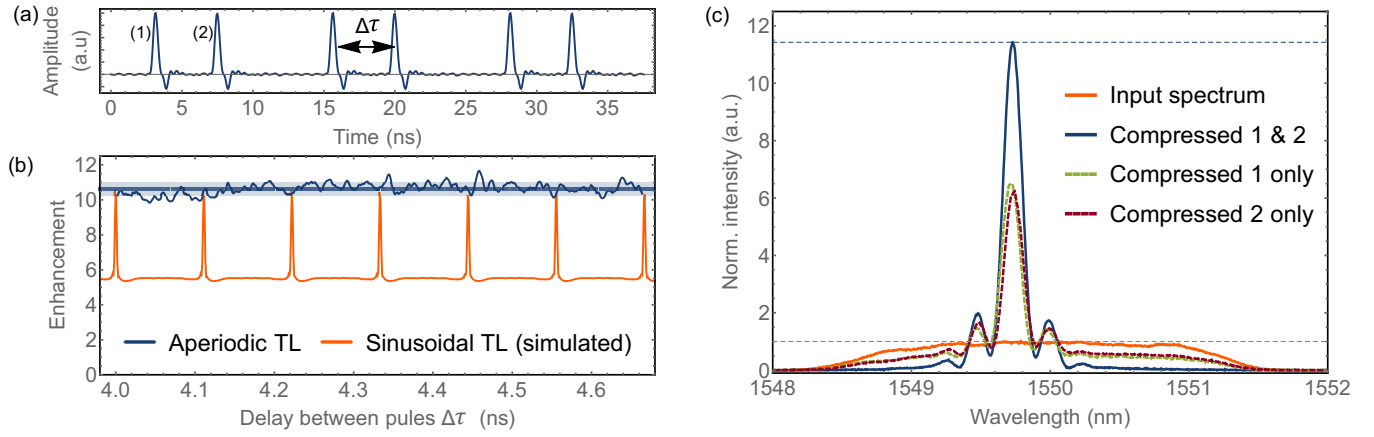 (a)
Amplitude
(a.u)
(1)
(2)
Δτ
0 5 10 15 20 25 30 35
Time (ns)
(b)
Enhancement
12
10
8
6
4
2
0
Aperiodic TL
Sinusoidal TL (simulated)
4.0 4.1 4.2 4.3 4.4 4.5 4.6
Delay between pules Δτ (ns)
(c)
Norm. intensity (a.u.)
12
10
8
6
4
2
0
Input spectrum
Compressed 1 & 2
Compressed 1 only
Compressed 2 only
1548 1549 1550 1551 1552
Wavelength (nm)